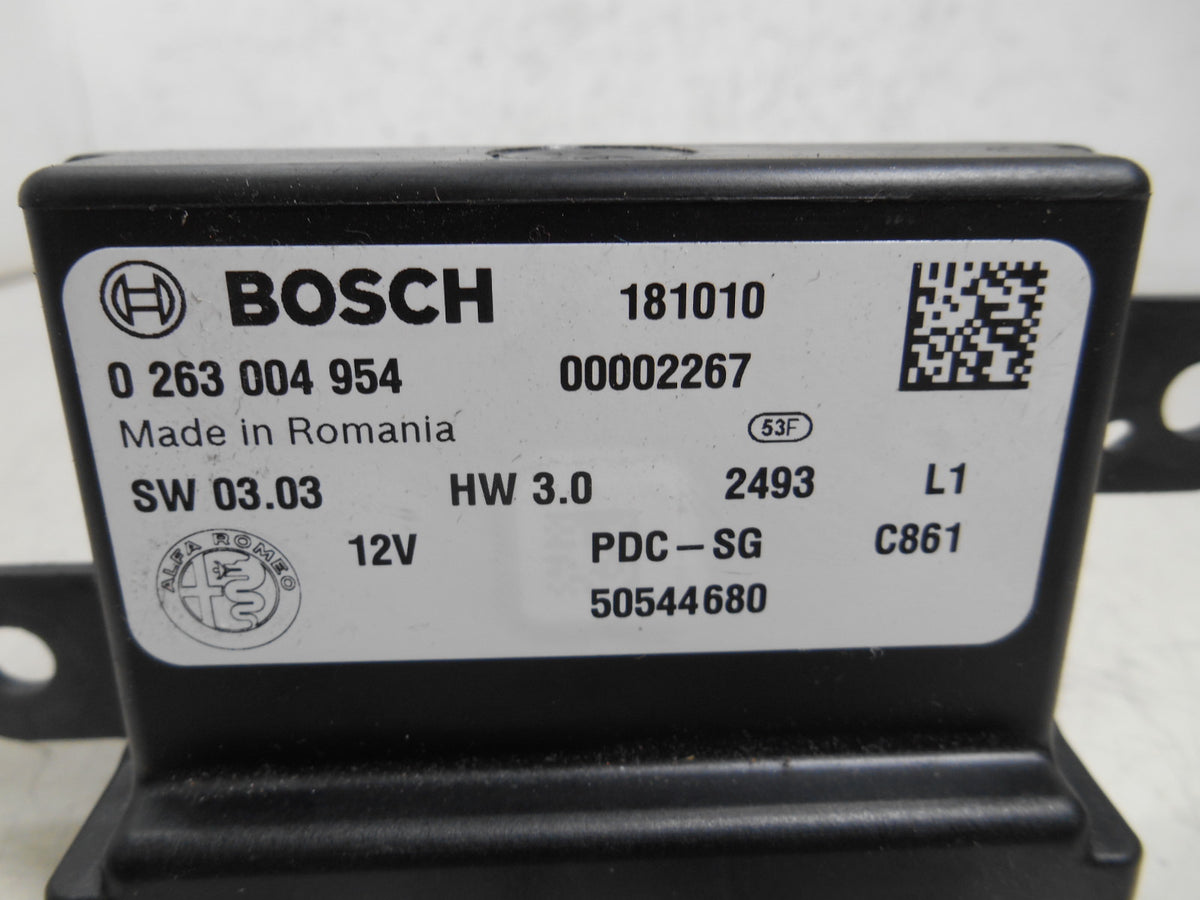 BOSCH 181010
0 263 004 954 00002267
Made in Romania 53F
SW 03.03 HW 3.0 2493 L1
12V PDC-SG C861
ALFA ROMEO
50544680